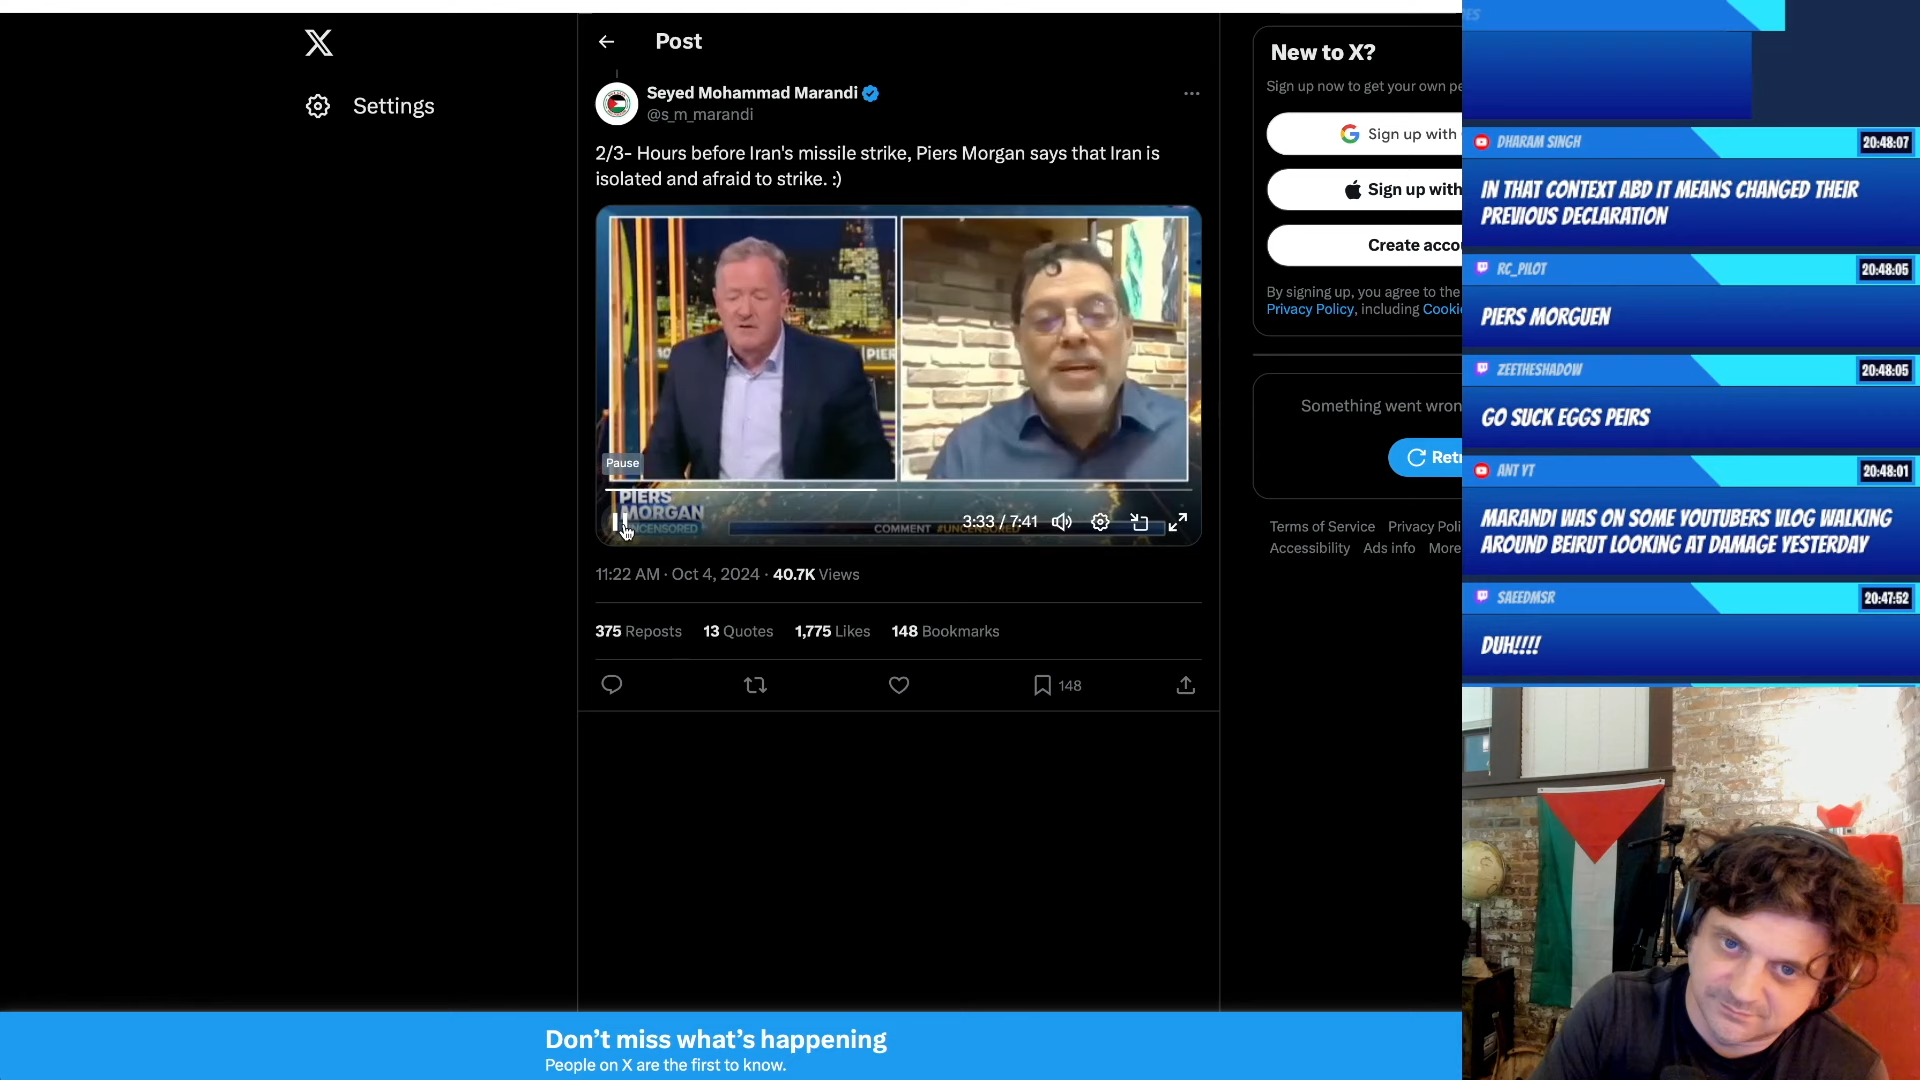 Post
Settings
Seyed Mohammad Marandi
@s_m_marandi
2/3- Hours before Iran's missile strike, Piers Morgan says that Iran is
isolated and afraid to strike. :)
Pause
PIERS
MORGAN
UNCENSORED
COMMENT #UNCENSORED
3:33 / 7:41
11:22 AM · Oct 4, 2024 · 40.7K Views
375 Reposts 13 Quotes 1,775 Likes 148 Bookmarks
148
New to X?
Sign up now to get your own pe
Sign up with
Sign up with
Create acco
By signing up, you agree to the
Privacy Policy, including Cooki
Something went wron
Retr
Terms of Service Privacy Poli
Accessibility Ads info More
Don't miss what's happening
People on X are the first to know.
DHARAM SINGH 20:48:07
IN THAT CONTEXT ABD IT MEANS CHANGED THEIR
PREVIOUS DECLARATION
RC_PILOT 20:48:05
PIERS MORGUEN
ZEETHESHADOW 20:48:05
GO SUCK EGGS PEIRS
ANT YT 20:48:01
MARANDI WAS ON SOME YOUTUBERS VLOG WALKING
AROUND BEIRUT LOOKING AT DAMAGE YESTERDAY
SAEEDMSR 20:47:52
DUH!!!!